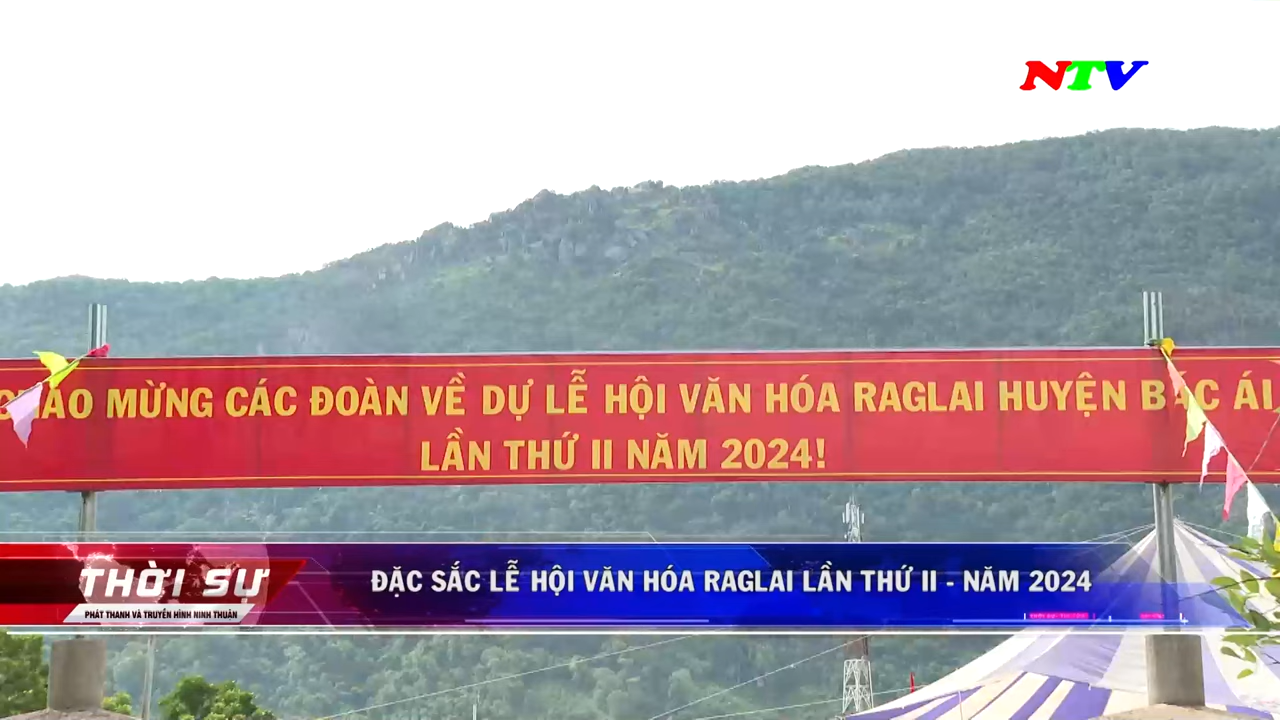 NTV
CHÀO MỪNG CÁC ĐOÀN VỀ DỰ LỄ HỘI VĂN HÓA RAGLAI HUYỆN BÁC ÁI
LẦN THỨ II NĂM 2024!
THỜI SỰ
PHÁT THANH VÀ TRUYỀN HÌNH NINH THUẬN
ĐẶC SẮC LỄ HỘI VĂN HÓA RAGLAI LẦN THỨ II - NĂM 2024